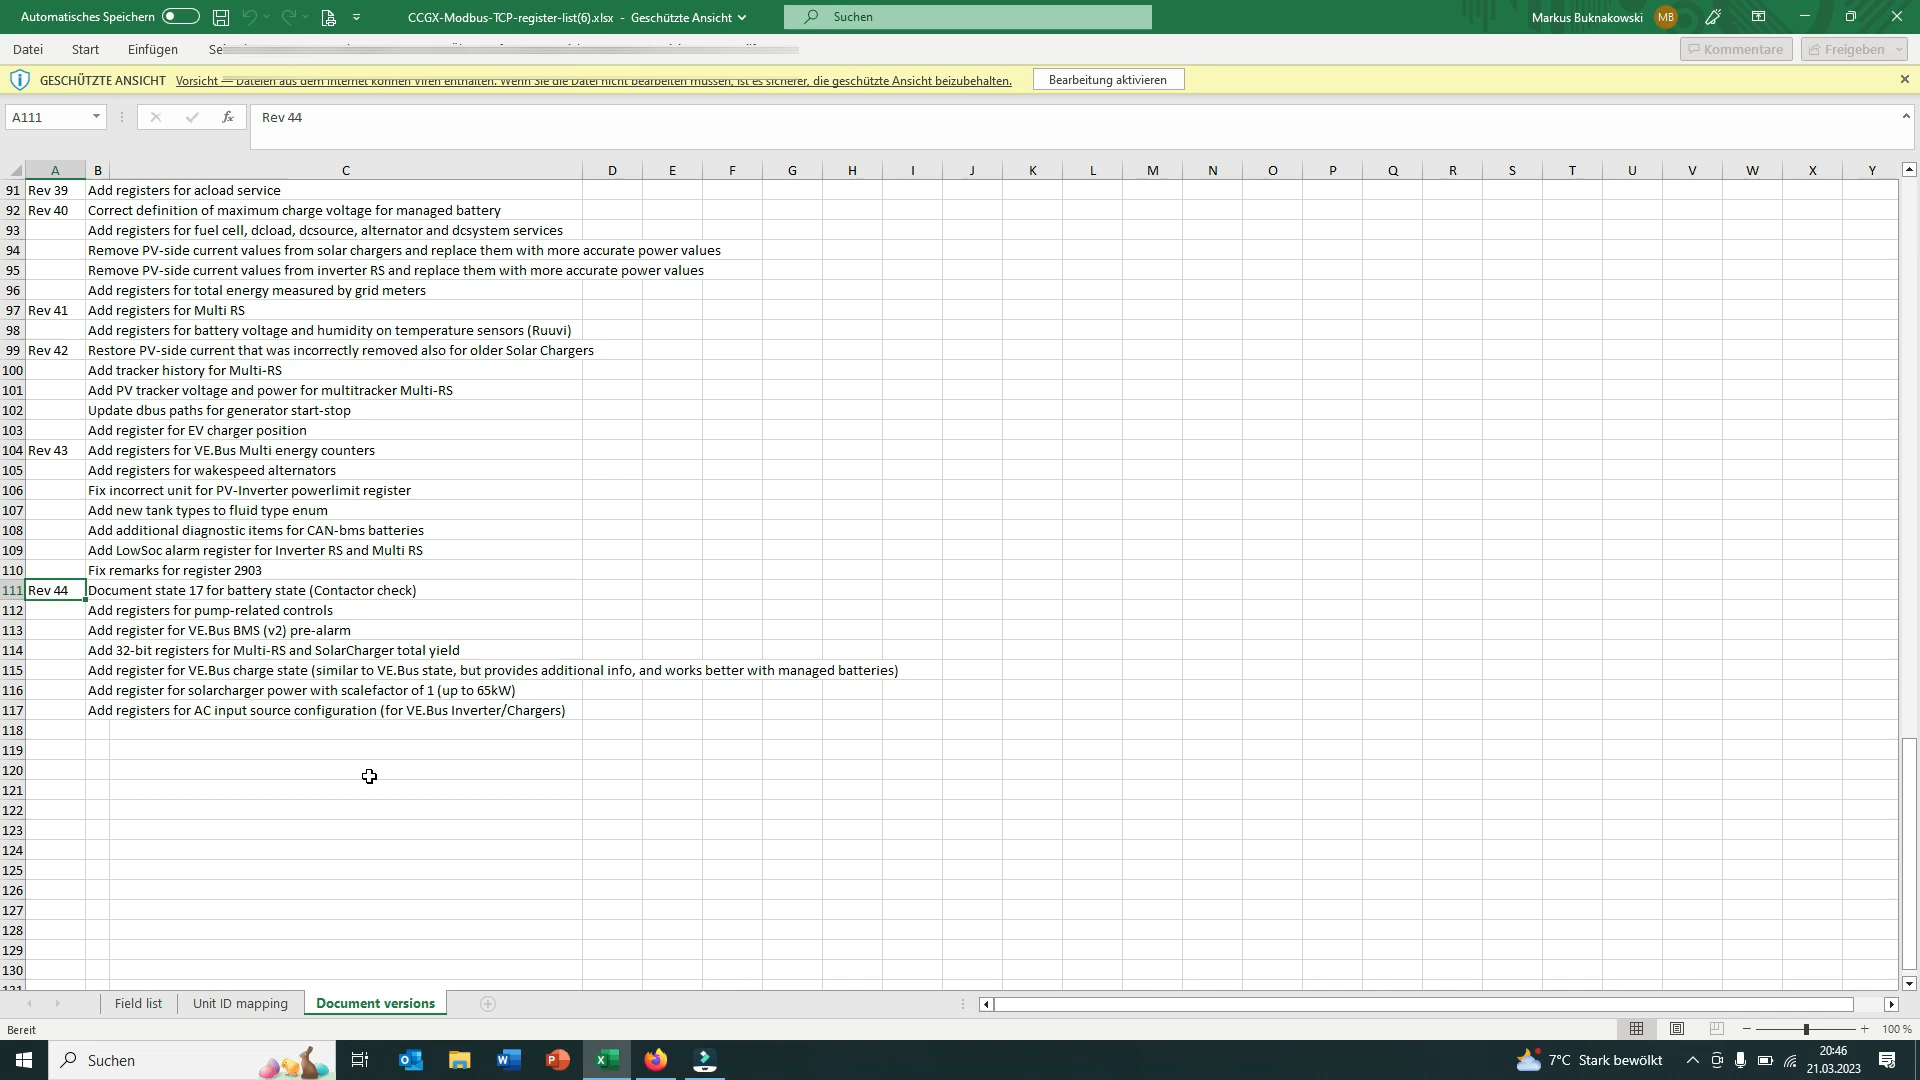 Automatisches Speichern
CCGX-Modbus-TCP-register-list(6).xlsx - Geschützte Ansicht
Suchen
Markus Buknakowski
MB
Datei Start Einfügen
Kommentare
Freigeben
GESCHÜTZTE ANSICHT Vorsicht — Dateien aus dem Internet können Viren enthalten. Wenn Sie die Datei nicht bearbeiten müssen, ist es sicherer, die geschützte Ansicht beizubehalten.
Bearbeitung aktivieren
A111
fx
Rev 44
A B C D E F G H I J K L M N O P Q R S T U V W X Y
91 Rev 39 Add registers for acload service
92 Rev 40 Correct definition of maximum charge voltage for managed battery
93 Add registers for fuel cell, dcload, dcsource, alternator and dcsystem services
94 Remove PV-side current values from solar chargers and replace them with more accurate power values
95 Remove PV-side current values from inverter RS and replace them with more accurate power values
96 Add registers for total energy measured by grid meters
97 Rev 41 Add registers for Multi RS
98 Add registers for battery voltage and humidity on temperature sensors (Ruuvi)
99 Rev 42 Restore PV-side current that was incorrectly removed also for older Solar Chargers
100 Add tracker history for Multi-RS
101 Add PV tracker voltage and power for multitracker Multi-RS
102 Update dbus paths for generator start-stop
103 Add register for EV charger position
104 Rev 43 Add registers for VE.Bus Multi energy counters
105 Add registers for wakespeed alternators
106 Fix incorrect unit for PV-Inverter powerlimit register
107 Add new tank types to fluid type enum
108 Add additional diagnostic items for CAN-bms batteries
109 Add LowSoc alarm register for Inverter RS and Multi RS
110 Fix remarks for register 2903
111 Rev 44 Document state 17 for battery state (Contactor check)
112 Add registers for pump-related controls
113 Add register for VE.Bus BMS (v2) pre-alarm
114 Add 32-bit registers for Multi-RS and SolarCharger total yield
115 Add register for VE.Bus charge state (similar to VE.Bus state, but provides additional info, and works better with managed batteries)
116 Add register for solarcharger power with scalefactor of 1 (up to 65kW)
117 Add registers for AC input source configuration (for VE.Bus Inverter/Chargers)
118
119
120
121
122
123
124
125
126
127
128
129
130
131
Field list Unit ID mapping Document versions
Bereit
100 %
Suchen
7°C Stark bewölkt
20:46
21.03.2023